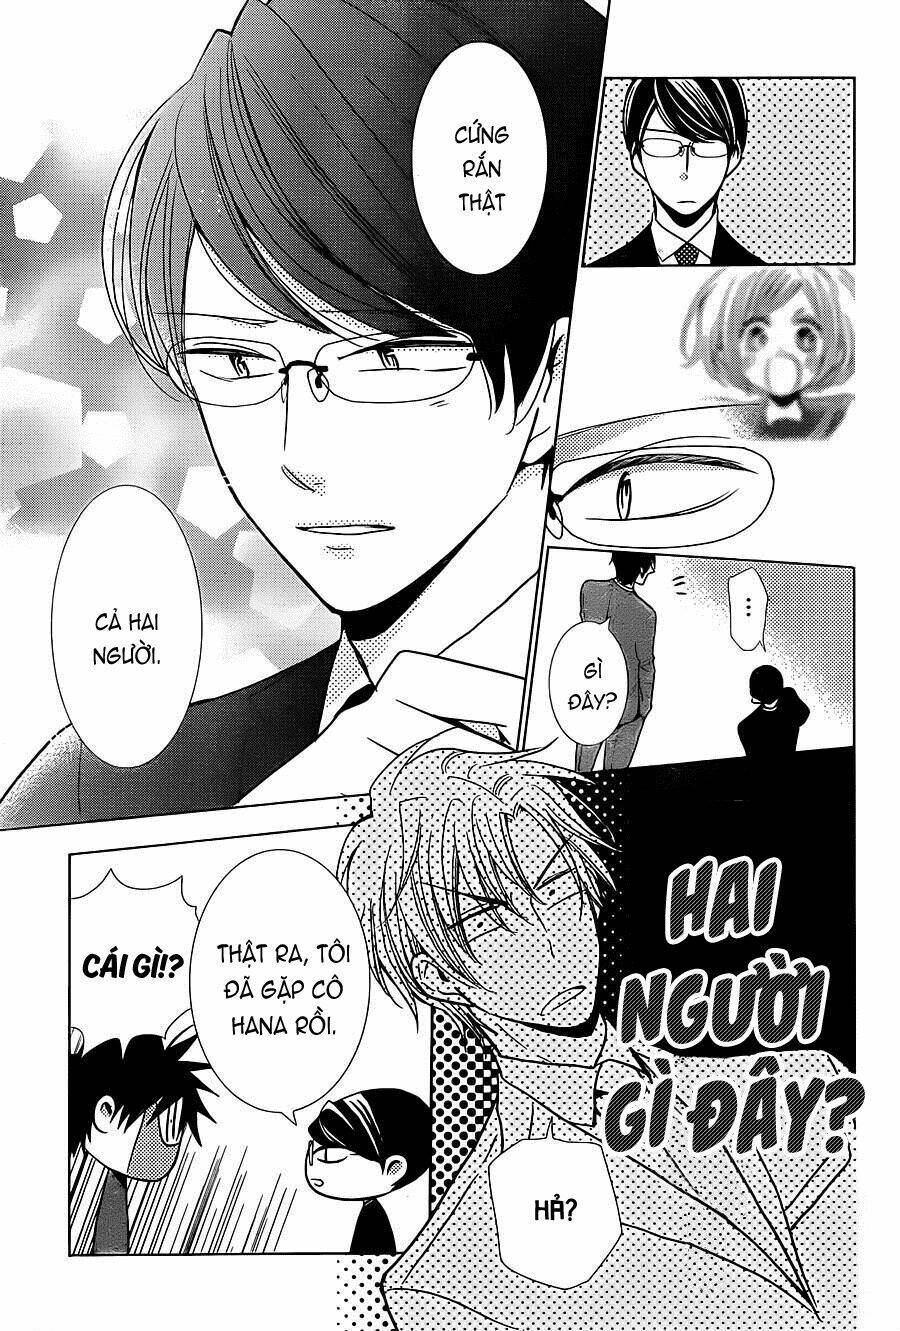 ...
GÌ
ĐÂY?
CỨNG
RẮN
THẬT
CẢ HAI
NGƯỜI.
HAI
NGƯỜI
GÌ ĐÂY?
HẢ?
THẬT RA, TÔI
ĐÃ GẶP CÔ
HANA RỒI.
CÁI GÌ!?